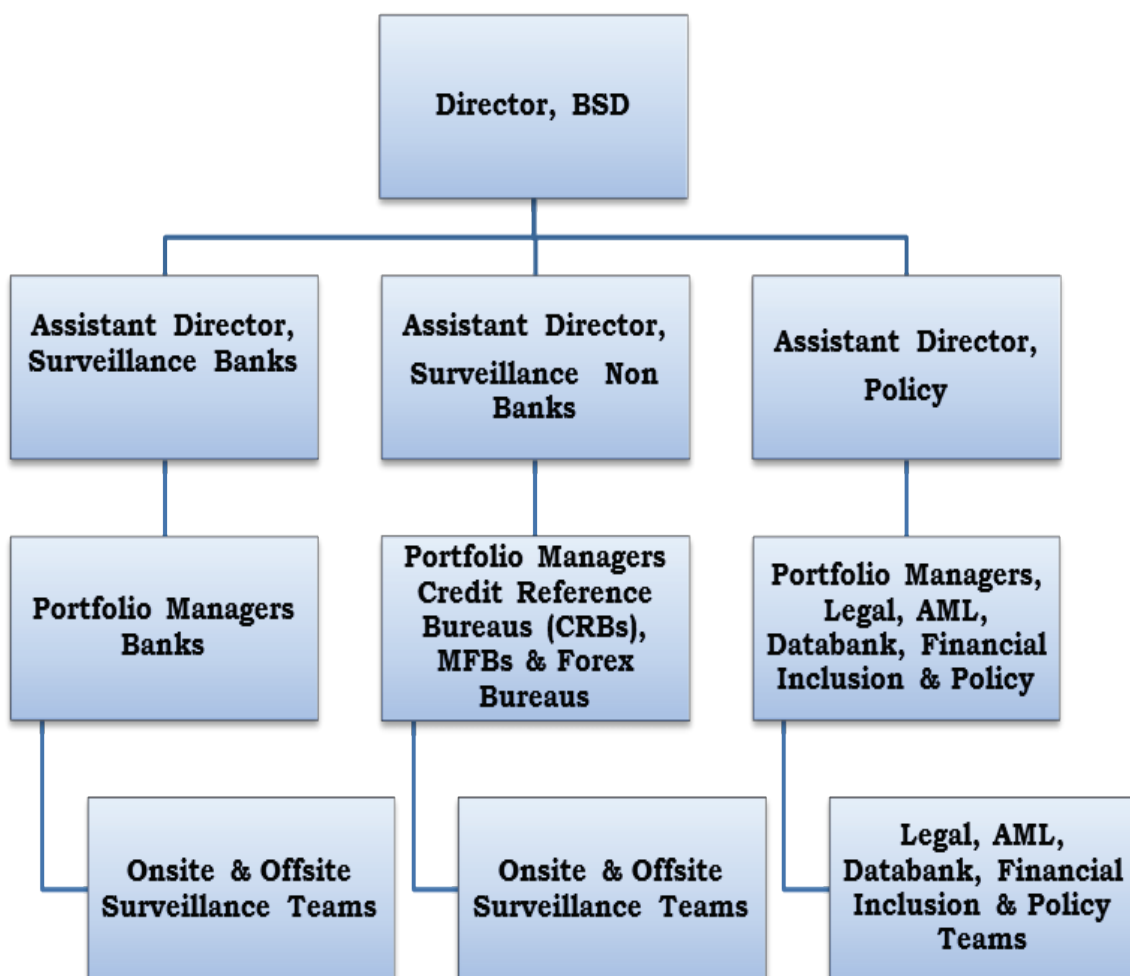 Director, BSD
Assistant Director,
Surveillance Banks
Assistant Director,
Surveillance Non
Banks
Assistant Director,
Policy
Portfolio Managers
Banks
Portfolio Managers
Credit Reference
Bureaus (CRBs),
MFBs & Forex
Bureaus
Portfolio Managers,
Legal, AML,
Databank, Financial
Inclusion & Policy
Onsite & Offsite
Surveillance Teams
Onsite & Offsite
Surveillance Teams
Legal, AML,
Databank, Financial
Inclusion & Policy
Teams